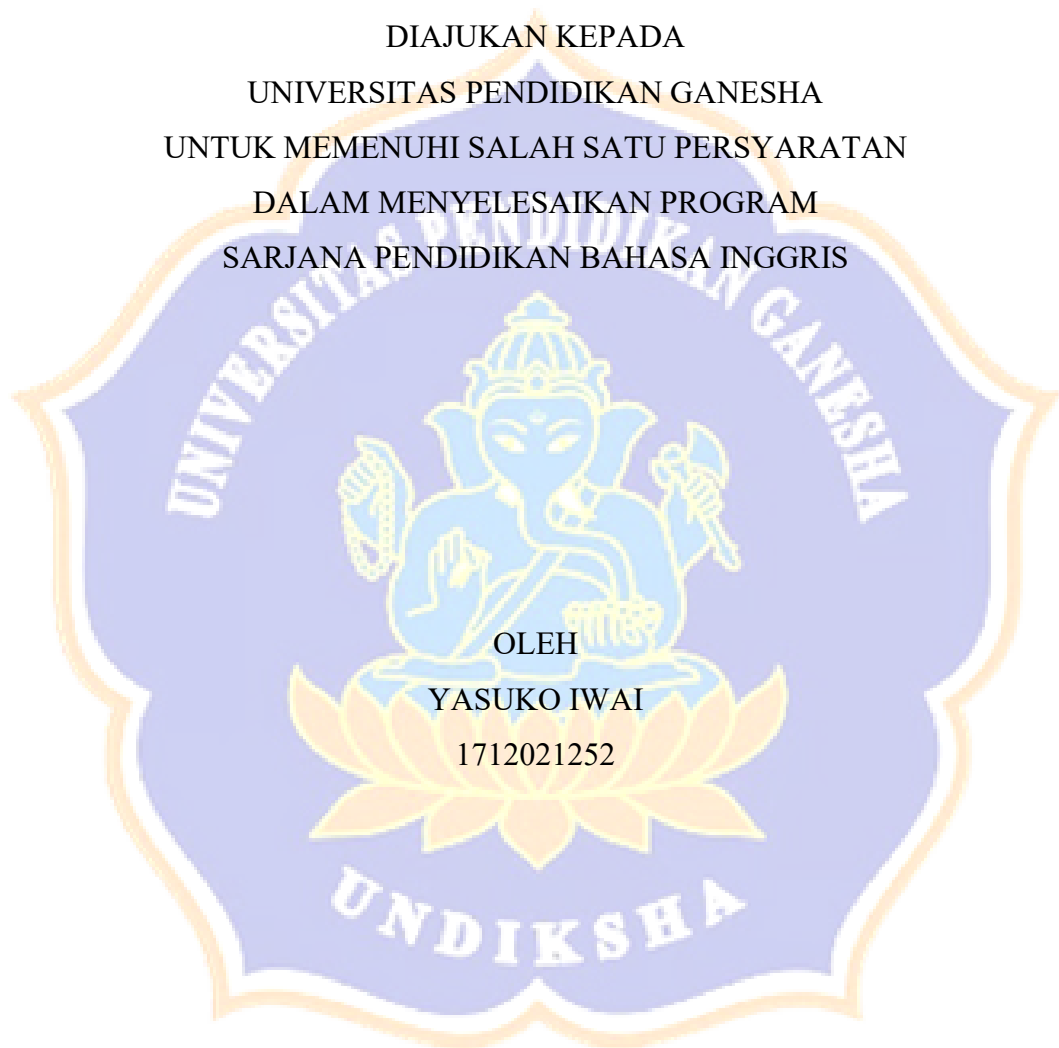 DIAJUKAN KEPADA
UNIVERSITAS PENDIDIKAN GANESHA
UNTUK MEMENUHI SALAH SATU PERSYARATAN
DALAM MENYELESAIKAN PROGRAM
SARJANA PENDIDIKAN BAHASA INGGRIS
UNIVERSITAS PENDIDIKAN GANESHA
OLEH
YASUKO IWAI
1712021252
UNDIKSHA